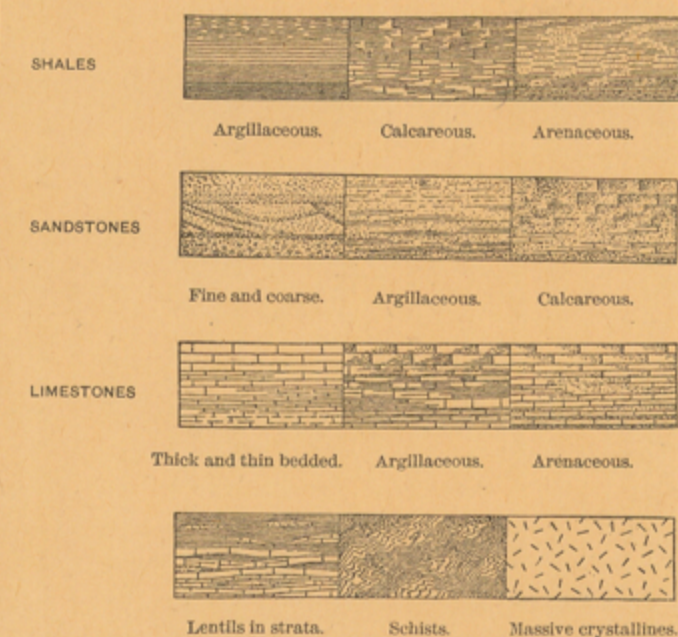 SHALES
Argillaceous. Calcareous. Arenaceous.
SANDSTONES
Fine and coarse. Argillaceous. Calcareous.
LIMESTONES
Thick and thin bedded. Argillaceous. Arenaceous.
Lentils in strata. Schists. Massive crystallines.